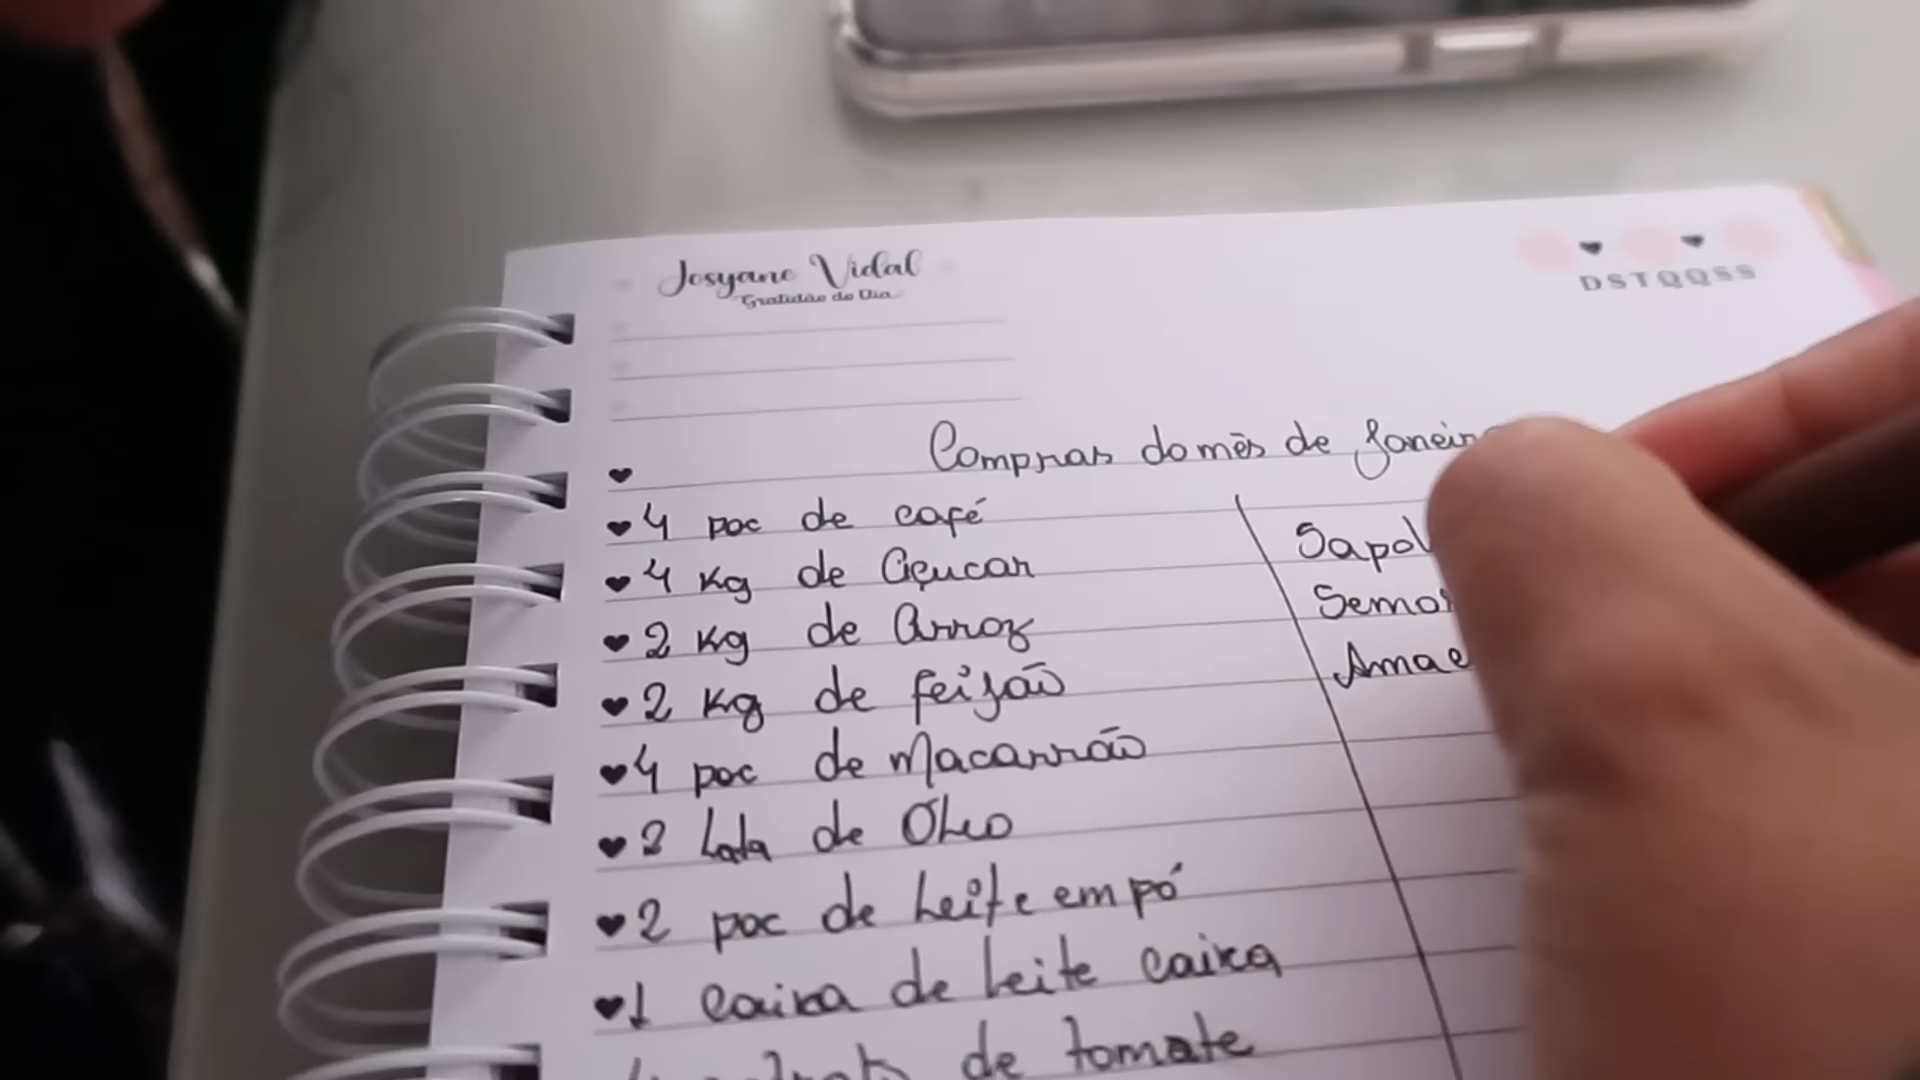 Josyane Vidal
Gratidão do Dia
D S T Q Q S S
Compras do mês de
4 pac de café
4 Kg de Açucar
2 Kg de Arroz
2 Kg de feijão
4 pac de Macarrão
2 Lata de Óleo
2 pac de Leite em pó
1 caixa de Leite caixa
de tomate